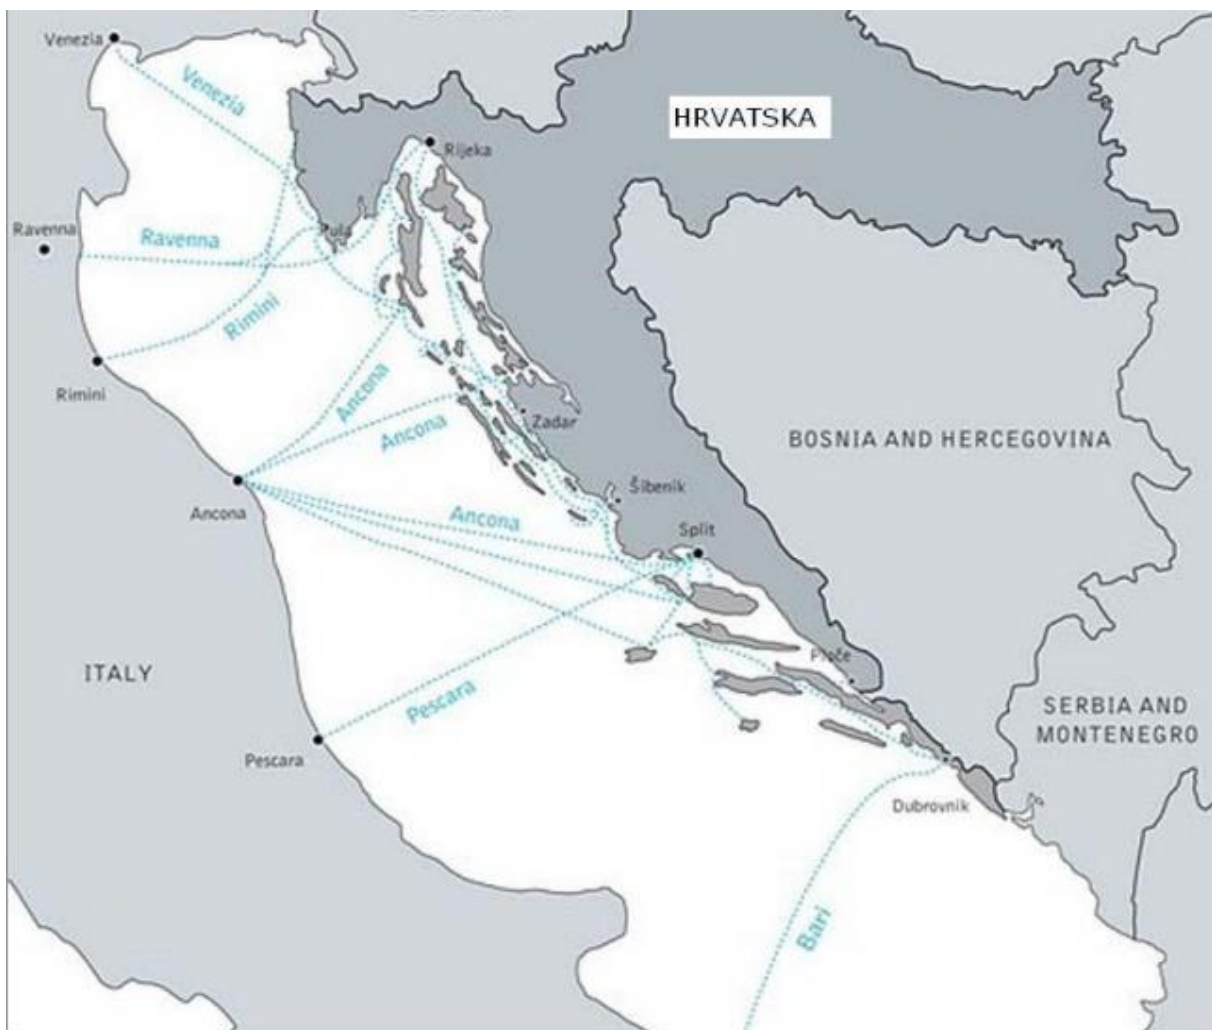 Venezia
Venezia
HRVATSKA
Rijeka
Ravenna
Ravenna
Pula
Rimini
Rimini
Ancona
Ancona
Zadar
BOSNIA AND HERCEGOVINA
Ancona
Ancona
Šibenik
Split
ITALY
Ploče
Pescara
SERBIA AND
MONTENEGRO
Pescara
Dubrovnik
Bari